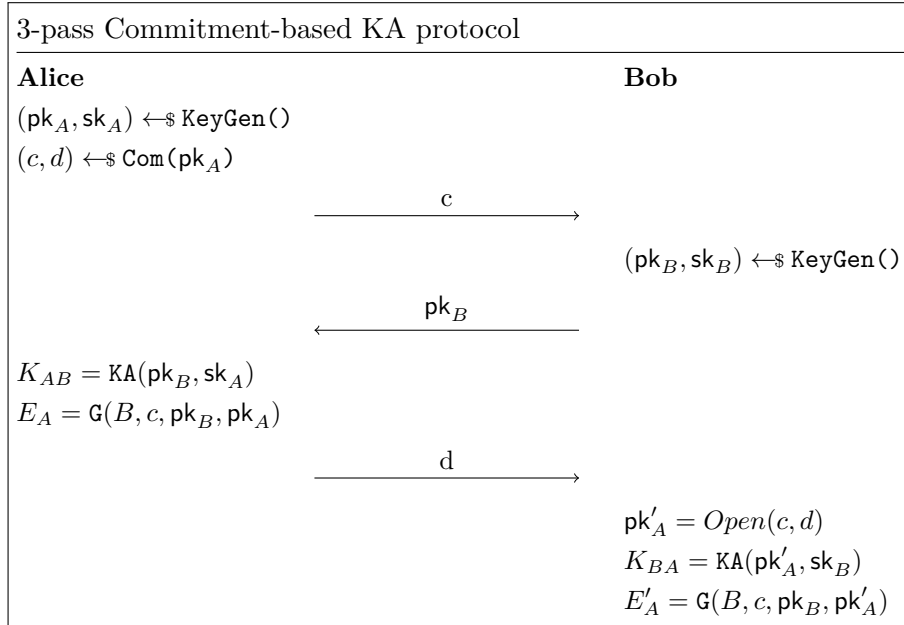 3-pass Commitment-based KA protocol
Alice Bob
(pk_A, sk_A) ←$ KeyGen()
(c, d) ←$ Com(pk_A)
c
(pk_B, sk_B) ←$ KeyGen()
pk_B
K_AB = KA(pk_B, sk_A)
E_A = G(B, c, pk_B, pk_A)
d
pk'_A = Open(c, d)
K_BA = KA(pk'_A, sk_B)
E'_A = G(B, c, pk_B, pk'_A)